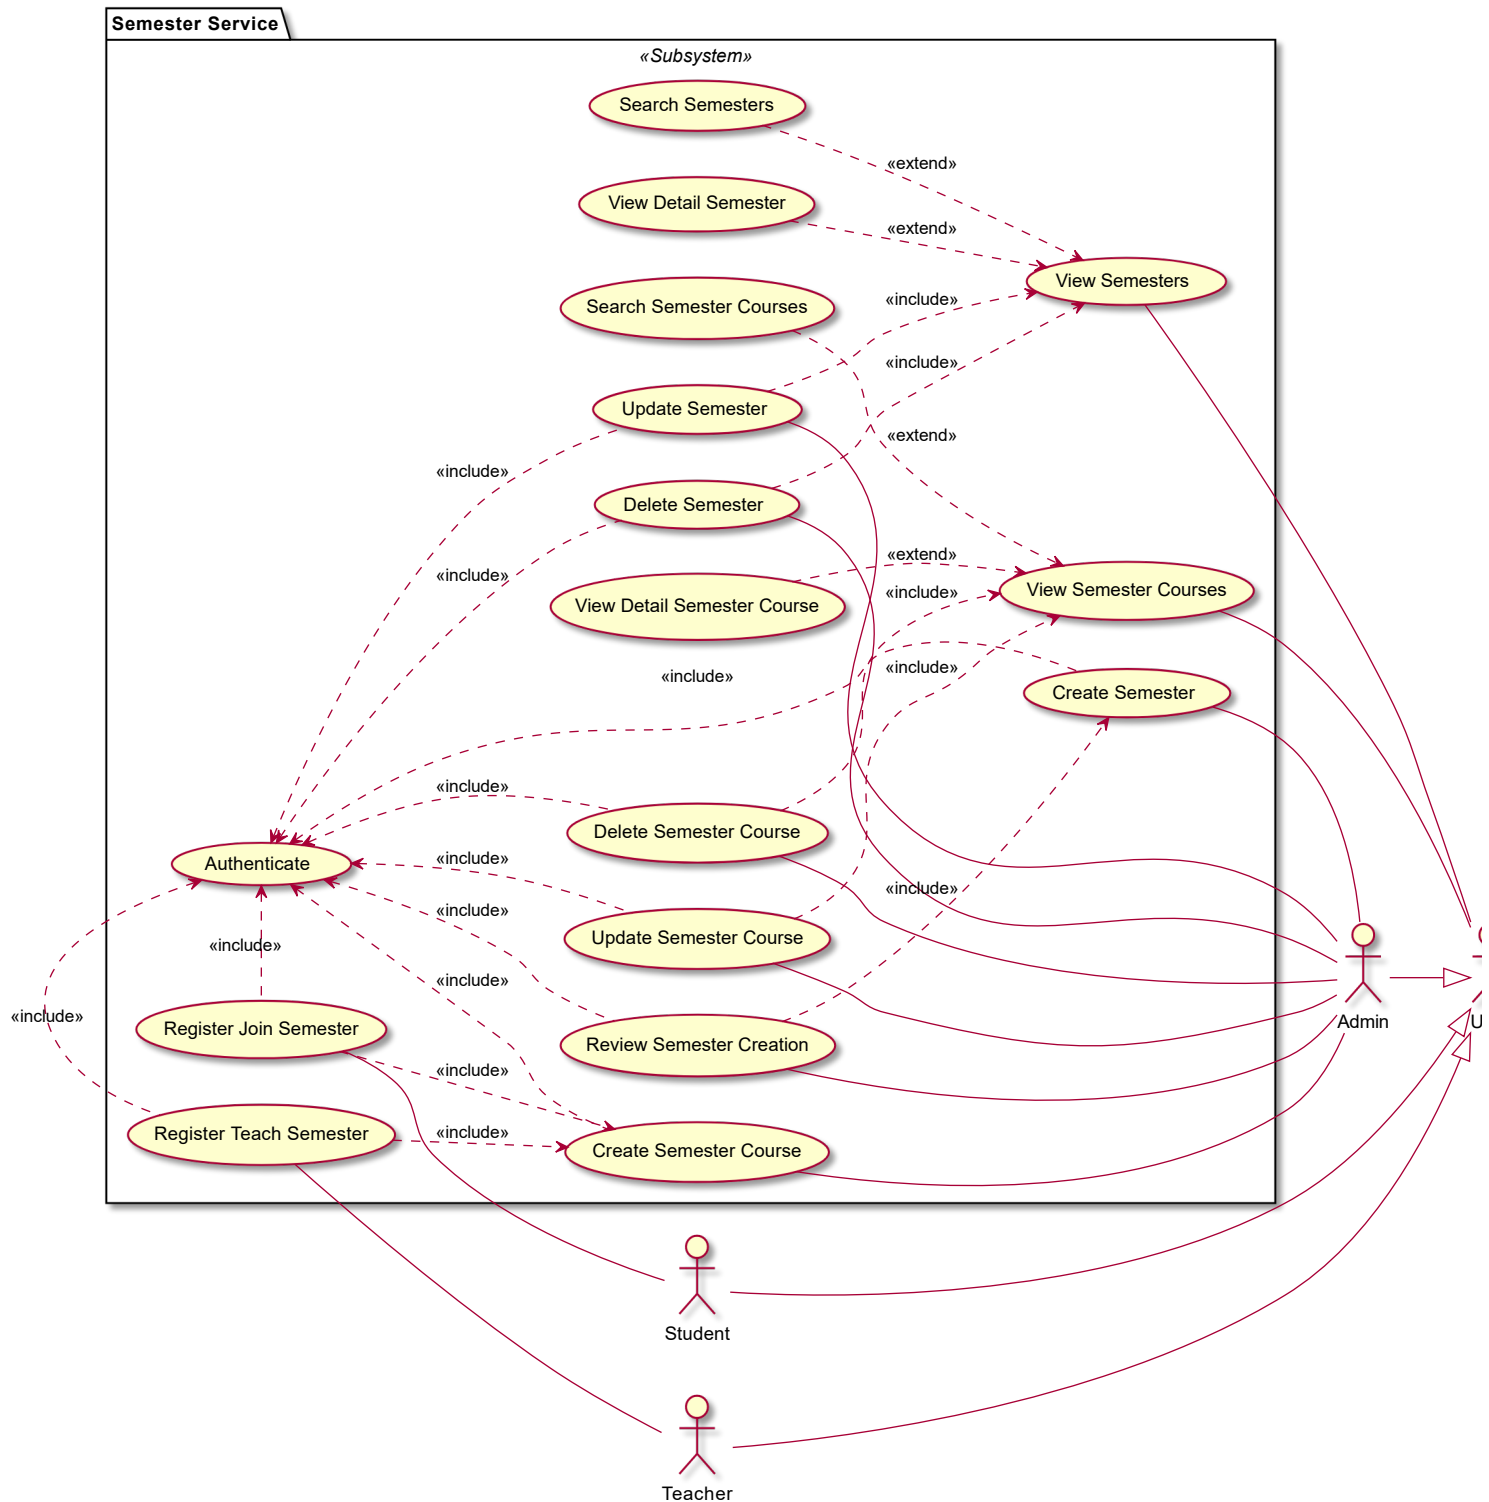 Semester Service
«Subsystem»
Search Semesters
«extend»
View Detail Semester
«extend»
View Semesters
Search Semester Courses
«include»
«include»
Update Semester
«extend»
«include»
Delete Semester
«extend»
«include»
View Detail Semester Course
«include»
View Semester Courses
«include»
«include»
Create Semester
«include»
Delete Semester Course
«include»
Authenticate
«include»
«include»
Update Semester Course
«include»
«include»
«include»
Register Join Semester
«include»
Review Semester Creation
Admin
«include»
Register Teach Semester
«include»
Create Semester Course
Student
Teacher